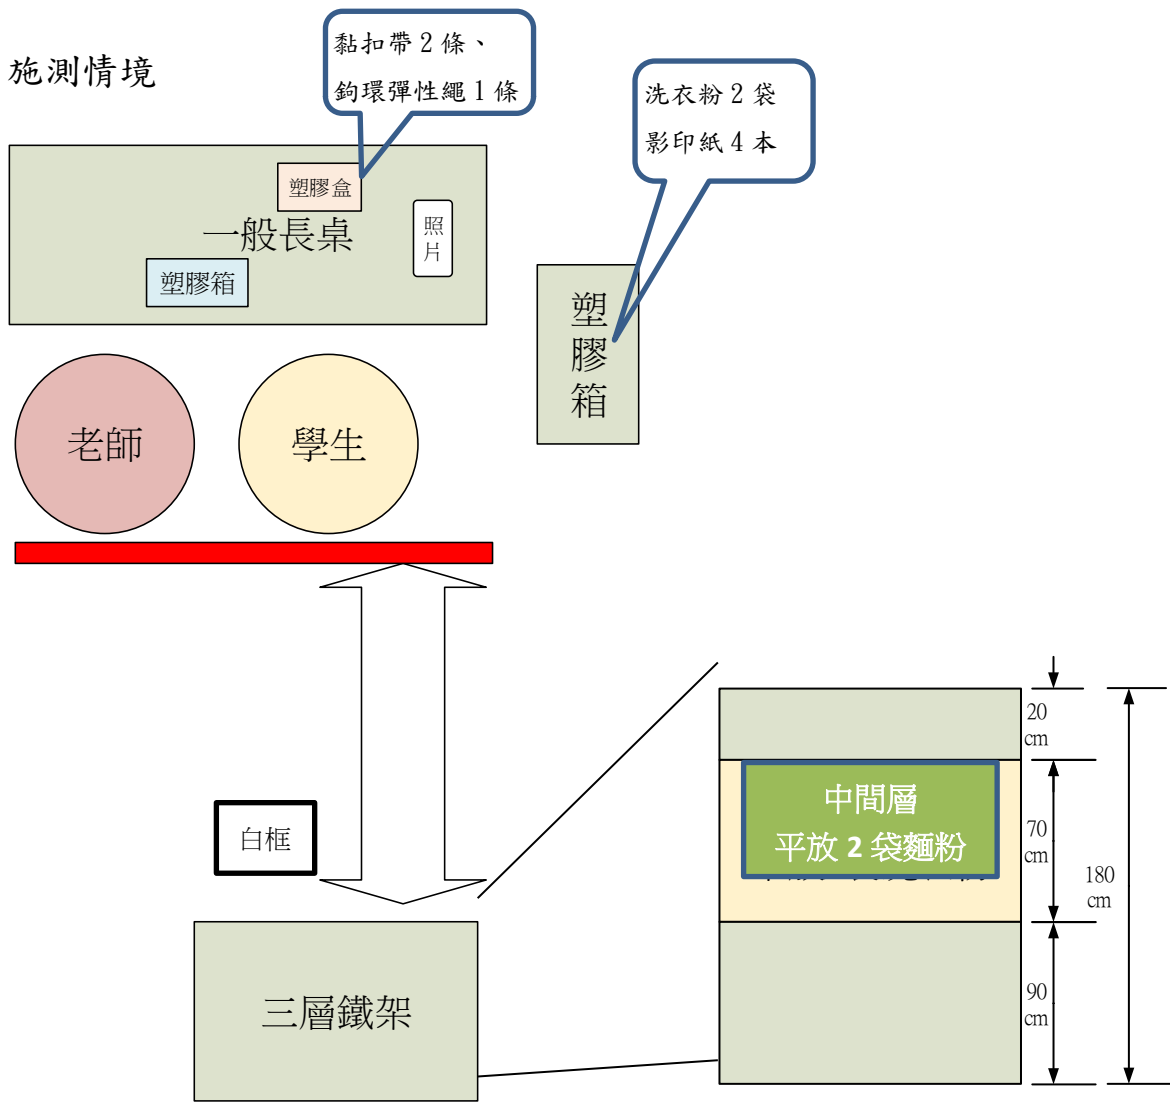 施測情境
黏扣帶 2 條、
鉤環彈性繩 1 條
洗衣粉 2 袋
影印紙 4 本
塑膠盒
照片
一般長桌
塑膠箱
塑膠箱
老師
學生
20
cm
中間層
平放 2 袋麵粉
70
cm
180
cm
白框
三層鐵架
90
cm